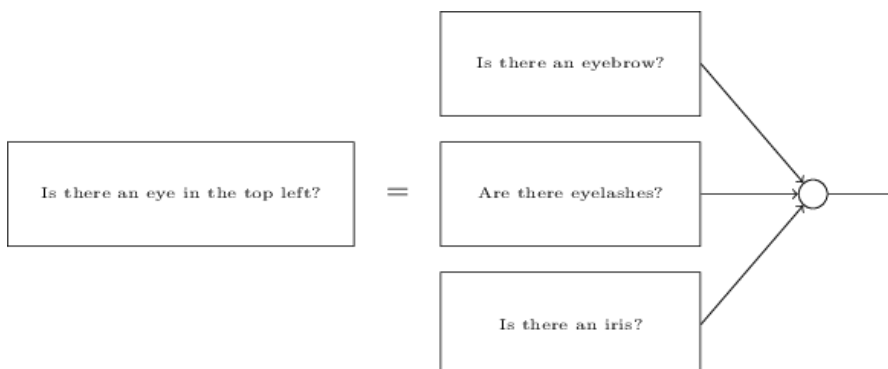 Is there an eyebrow?
Is there an eye in the top left?
=
Are there eyelashes?
Is there an iris?